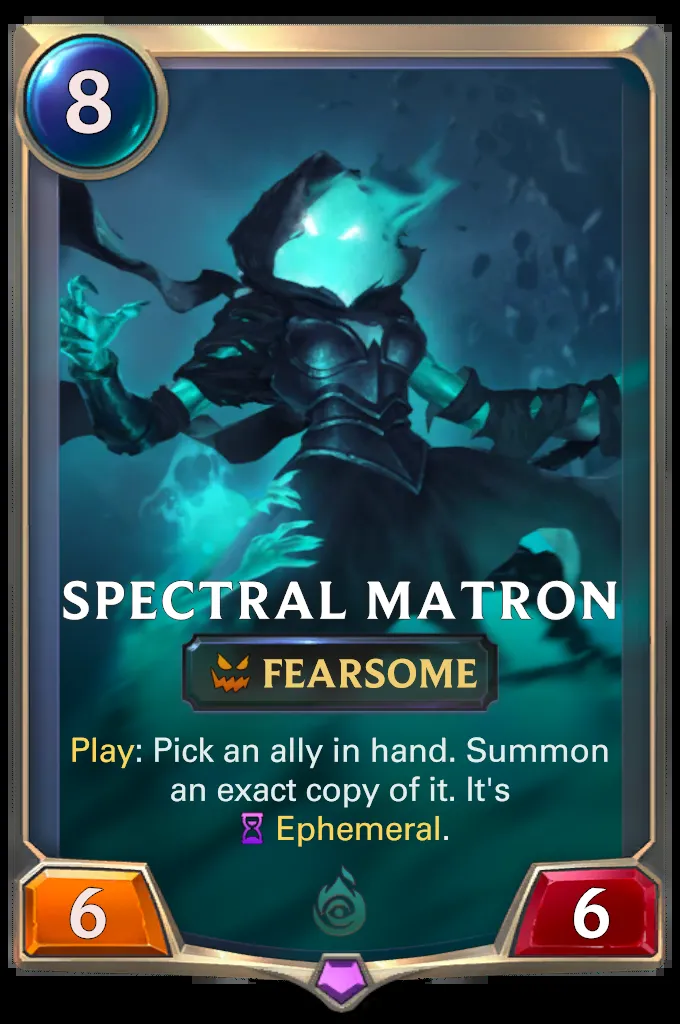 8
SPECTRAL MATRON
FEARSOME
Play: Pick an ally in hand. Summon
an exact copy of it. It's
Ephemeral.
6
6